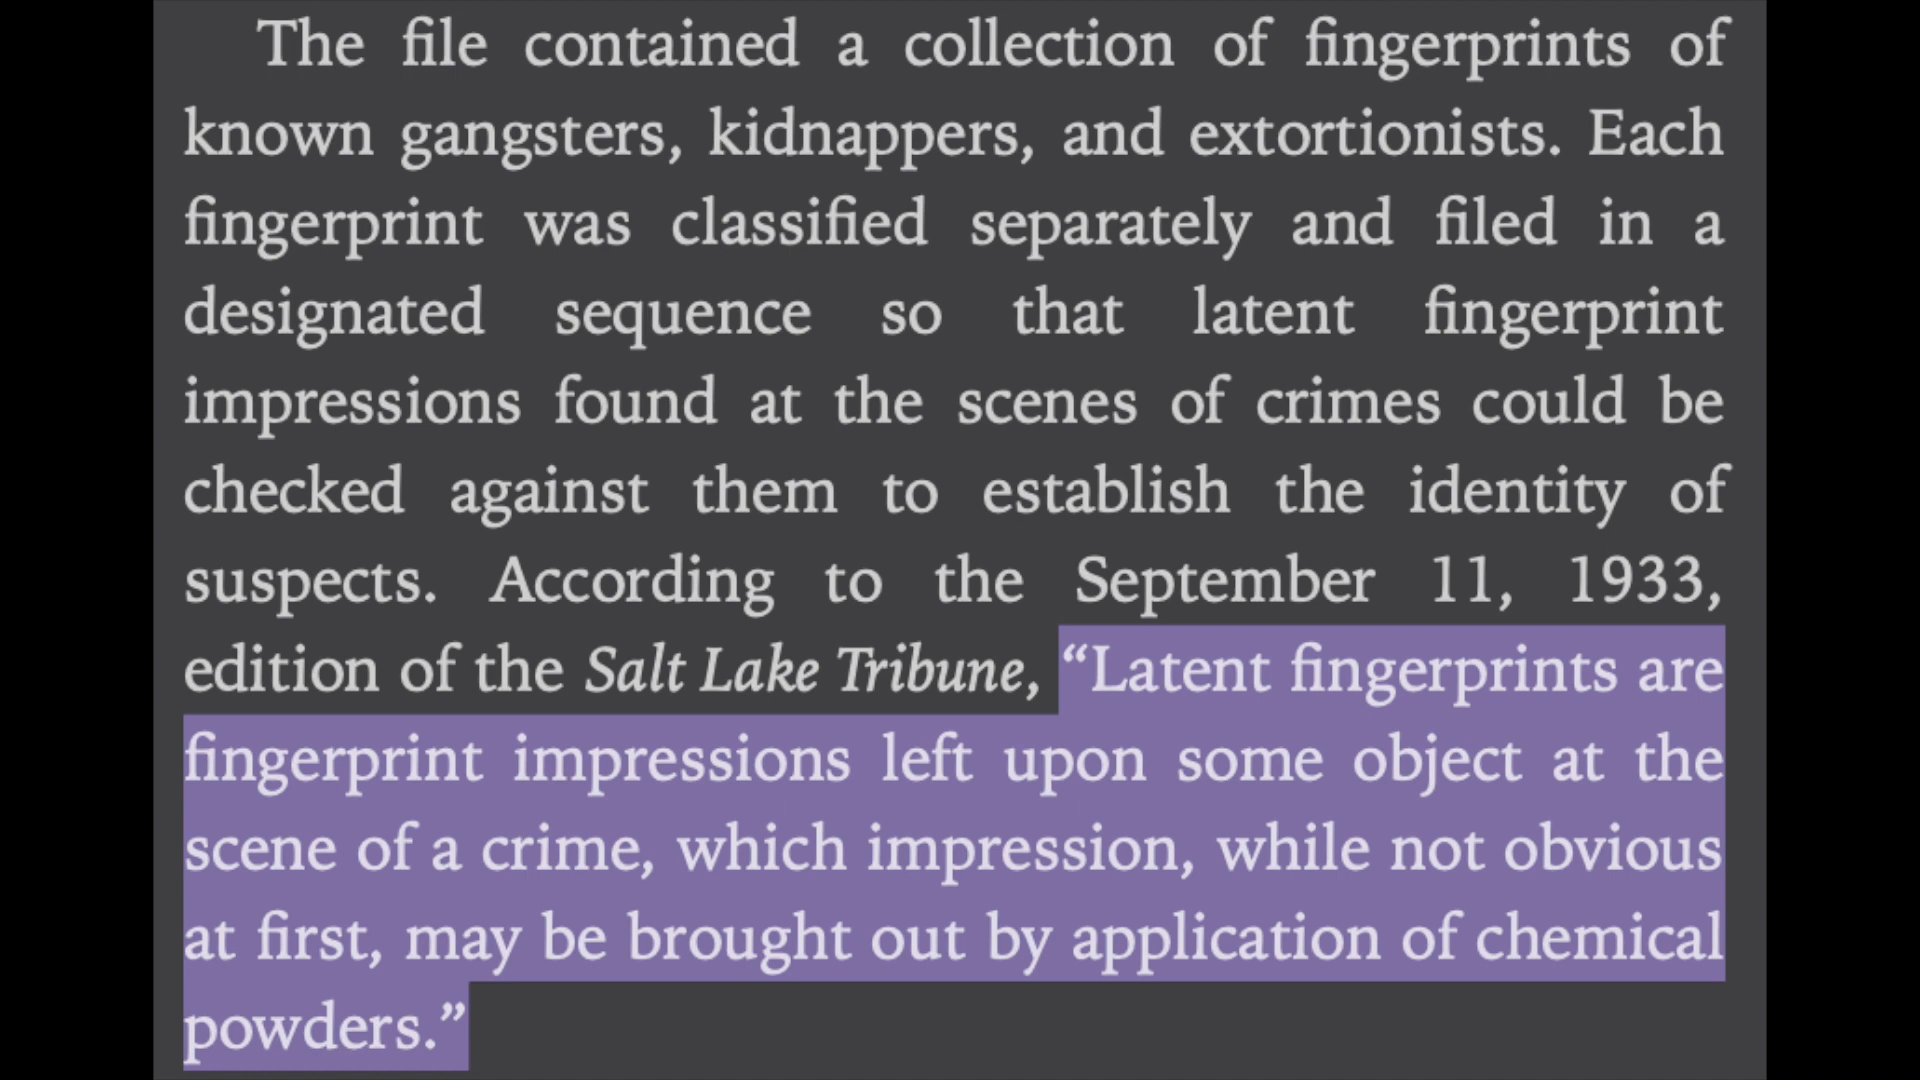 The file contained a collection of fingerprints of
known gangsters, kidnappers, and extortionists. Each
fingerprint was classified separately and filed in a
designated sequence so that latent fingerprint
impressions found at the scenes of crimes could be
checked against them to establish the identity of
suspects. According to the September 11, 1933,
edition of the Salt Lake Tribune, “Latent fingerprints are
fingerprint impressions left upon some object at the
scene of a crime, which impression, while not obvious
at first, may be brought out by application of chemical
powders.”